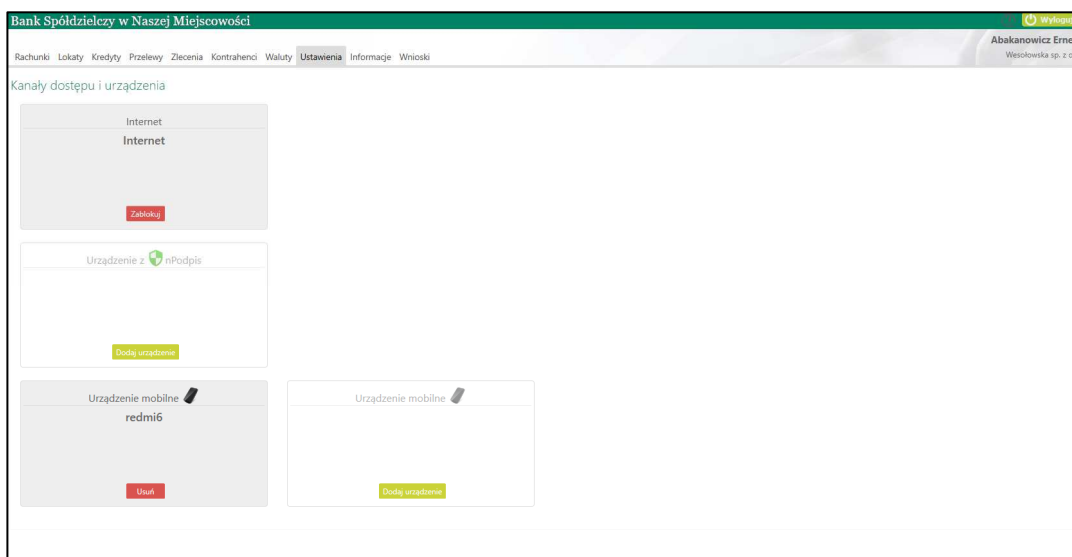 Bank Spółdzielczy w Naszej Miejscowości
Wyloguj
Abakanowicz Erne
Wesołowska sp. z o
Rachunki Lokaty Kredyty Przelewy Zlecenia Kontrahenci Waluty Ustawienia Informacje Wnioski
Kanały dostępu i urządzenia
Internet
Internet
Zablokuj
Urządzenie z nPodpis
Dodaj urządzenie
Urządzenie mobilne
redmi6
Usuń
Urządzenie mobilne
Dodaj urządzenie